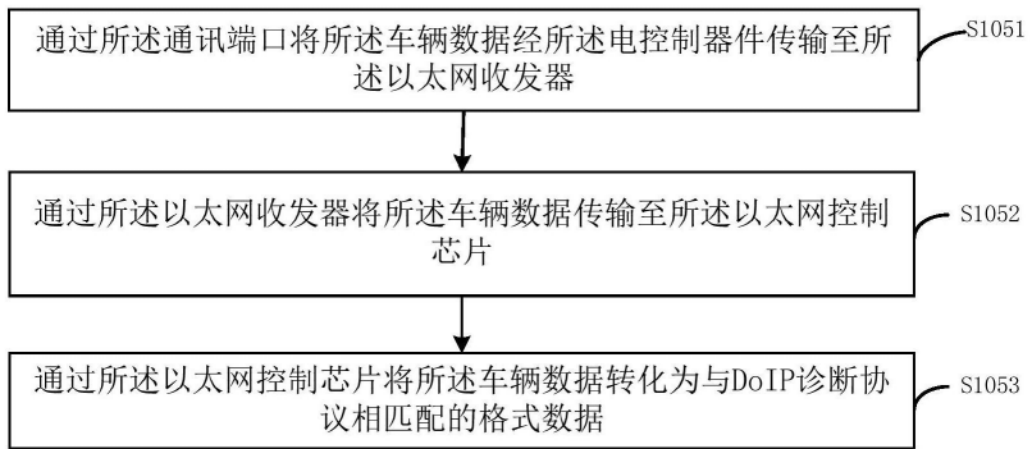 通过所述通讯端口将所述车辆数据经所述电控制器件传输至所
述以太网收发器
S1051
通过所述以太网收发器将所述车辆数据传输至所述以太网控制
芯片
S1052
通过所述以太网控制芯片将所述车辆数据转化为与DoIP诊断协
议相匹配的格式数据
S1053